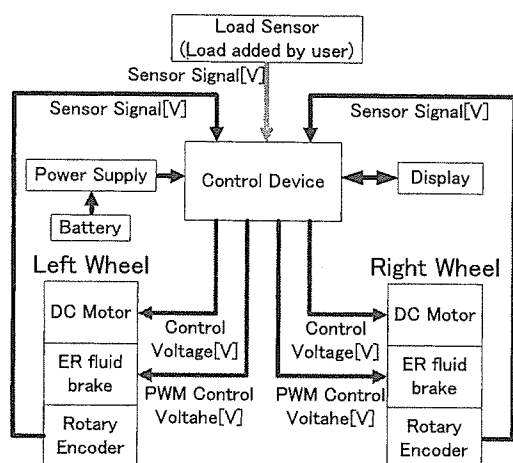 Load Sensor
(Load added by user)
Sensor Signal[V]
Sensor Signal[V]
Sensor Signal[V]
Power Supply
Control Device
Display
Battery
Left Wheel
Right Wheel
DC Motor
Control
Voltage[V]
Control
Voltage[V]
DC Motor
ER fluid
brake
PWM Control
Voltahe[V]
PWM Control
Voltahe[V]
ER fluid
brake
Rotary
Encoder
Rotary
Encoder